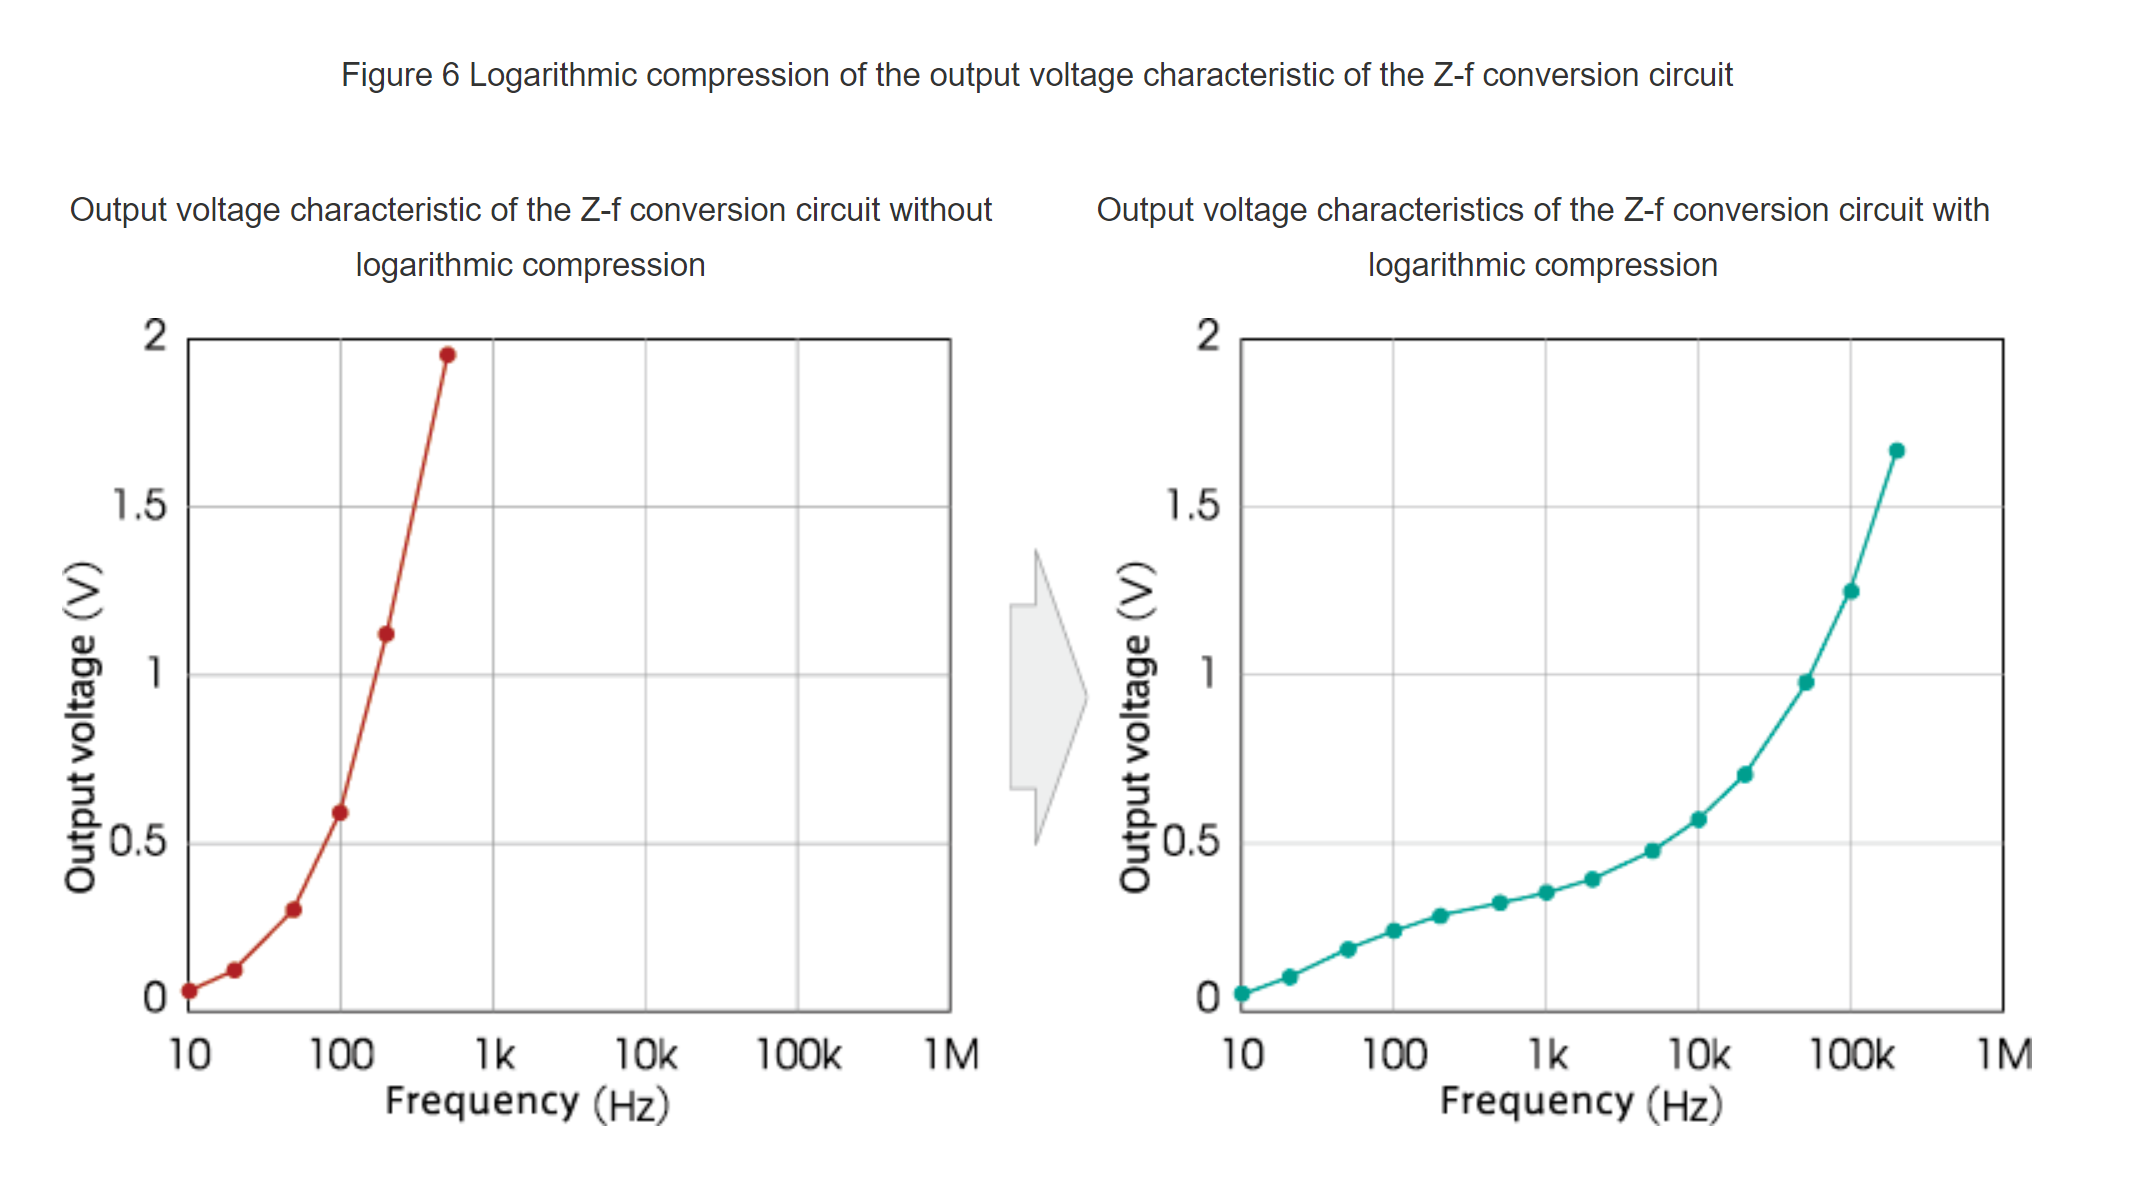 Figure 6 Logarithmic compression of the output voltage characteristic of the Z-f conversion circuit
Output voltage characteristic of the Z-f conversion circuit without
logarithmic compression
2
1.5
1
0.5
0
Output voltage (V)
10 100 1k 10k 100k 1M
Frequency (Hz)
Output voltage characteristics of the Z-f conversion circuit with
logarithmic compression
2
1.5
1
0.5
0
Output voltage (V)
10 100 1k 10k 100k 1M
Frequency (Hz)